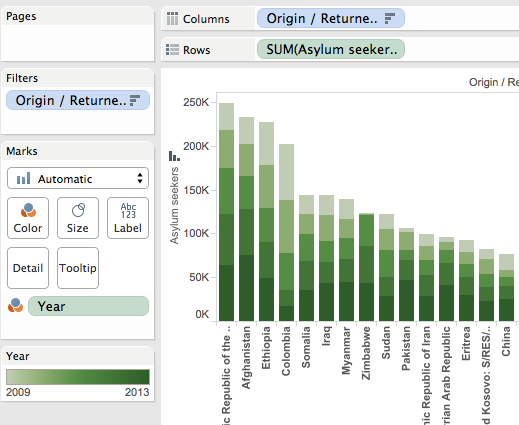 Pages
Columns
Origin / Returne..
Rows
SUM(Asylum seeker..
Filters
Origin / Returne..
Marks
Automatic
Color
Size
Abc
123
Label
Detail
Tooltip
Year
Year
2009
2013
Origin / Re
Asylum seekers
250K
200K
150K
100K
50K
0K
ic Republic of the ..
Afghanistan
Ethiopia
Colombia
Somalia
Iraq
Myanmar
Zimbabwe
Sudan
Pakistan
mic Republic of Iran
rian Arab Republic
Eritrea
d Kosovo: S/RES/..
China